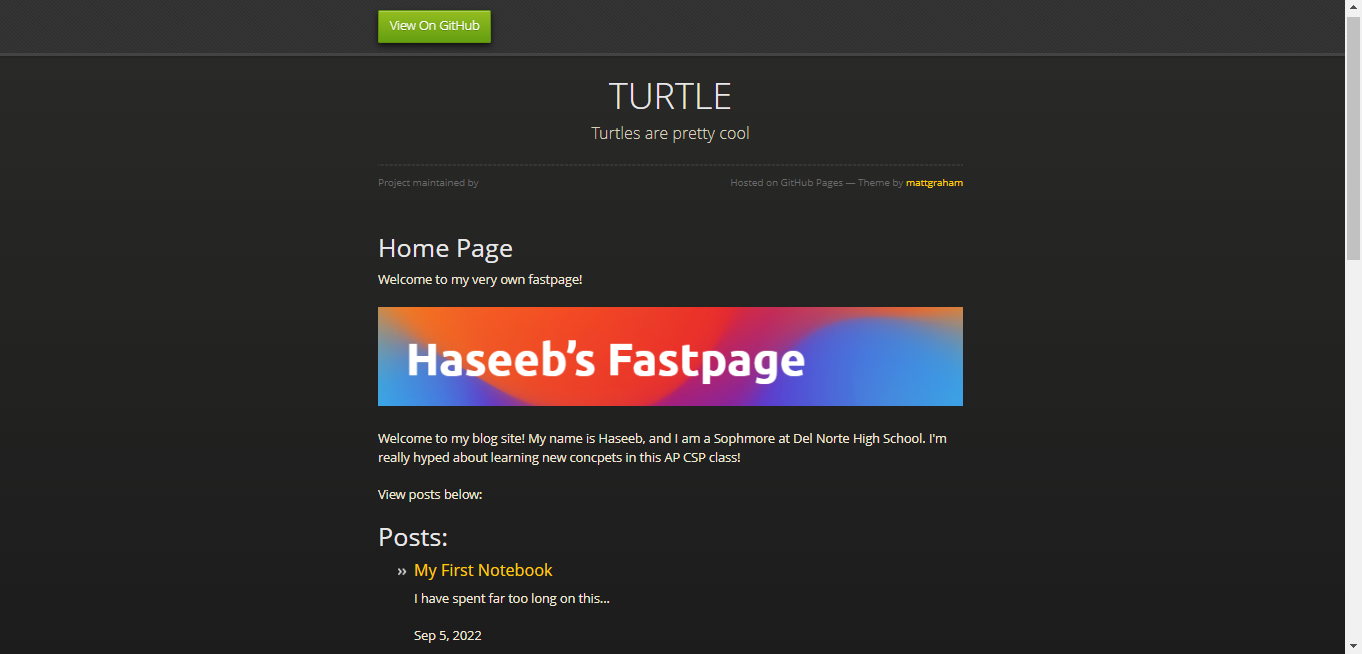 View On GitHub
TURTLE
Turtles are pretty cool
Project maintained by
Hosted on GitHub Pages — Theme by mattgraham
Home Page
Welcome to my very own fastpage!
Haseeb's Fastpage
Welcome to my blog site! My name is Haseeb, and I am a Sophmore at Del Norte High School. I'm
really hyped about learning new concpets in this AP CSP class!
View posts below:
Posts:
» My First Notebook
I have spent far too long on this...
Sep 5, 2022